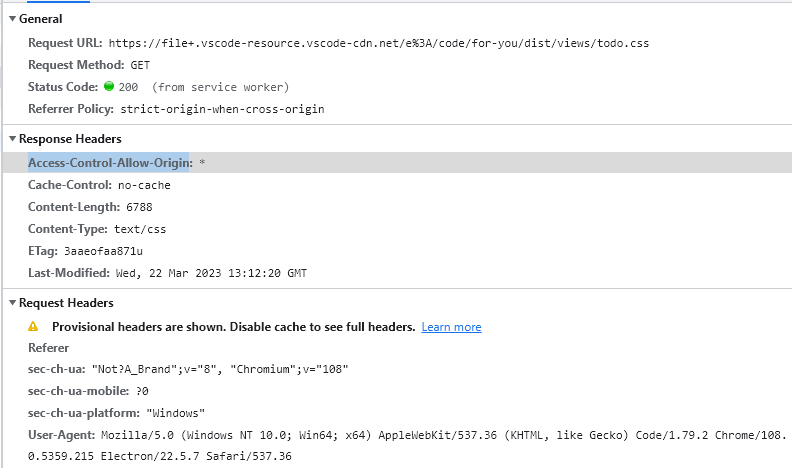 General
Request URL: https://file+.vscode-resource.vscode-cdn.net/e%3A/code/for-you/dist/views/todo.css
Request Method: GET
Status Code: 200 (from service worker)
Referrer Policy: strict-origin-when-cross-origin
Response Headers
Access-Control-Allow-Origin: *
Cache-Control: no-cache
Content-Length: 6788
Content-Type: text/css
ETag: 3aaeofaa871u
Last-Modified: Wed, 22 Mar 2023 13:12:20 GMT
Request Headers
Provisional headers are shown. Disable cache to see full headers. Learn more
Referer
sec-ch-ua: "Not?A_Brand";v="8", "Chromium";v="108"
sec-ch-ua-mobile: ?0
sec-ch-ua-platform: "Windows"
User-Agent: Mozilla/5.0 (Windows NT 10.0; Win64; x64) AppleWebKit/537.36 (KHTML, like Gecko) Code/1.79.2 Chrome/108.
0.5359.215 Electron/22.5.7 Safari/537.36